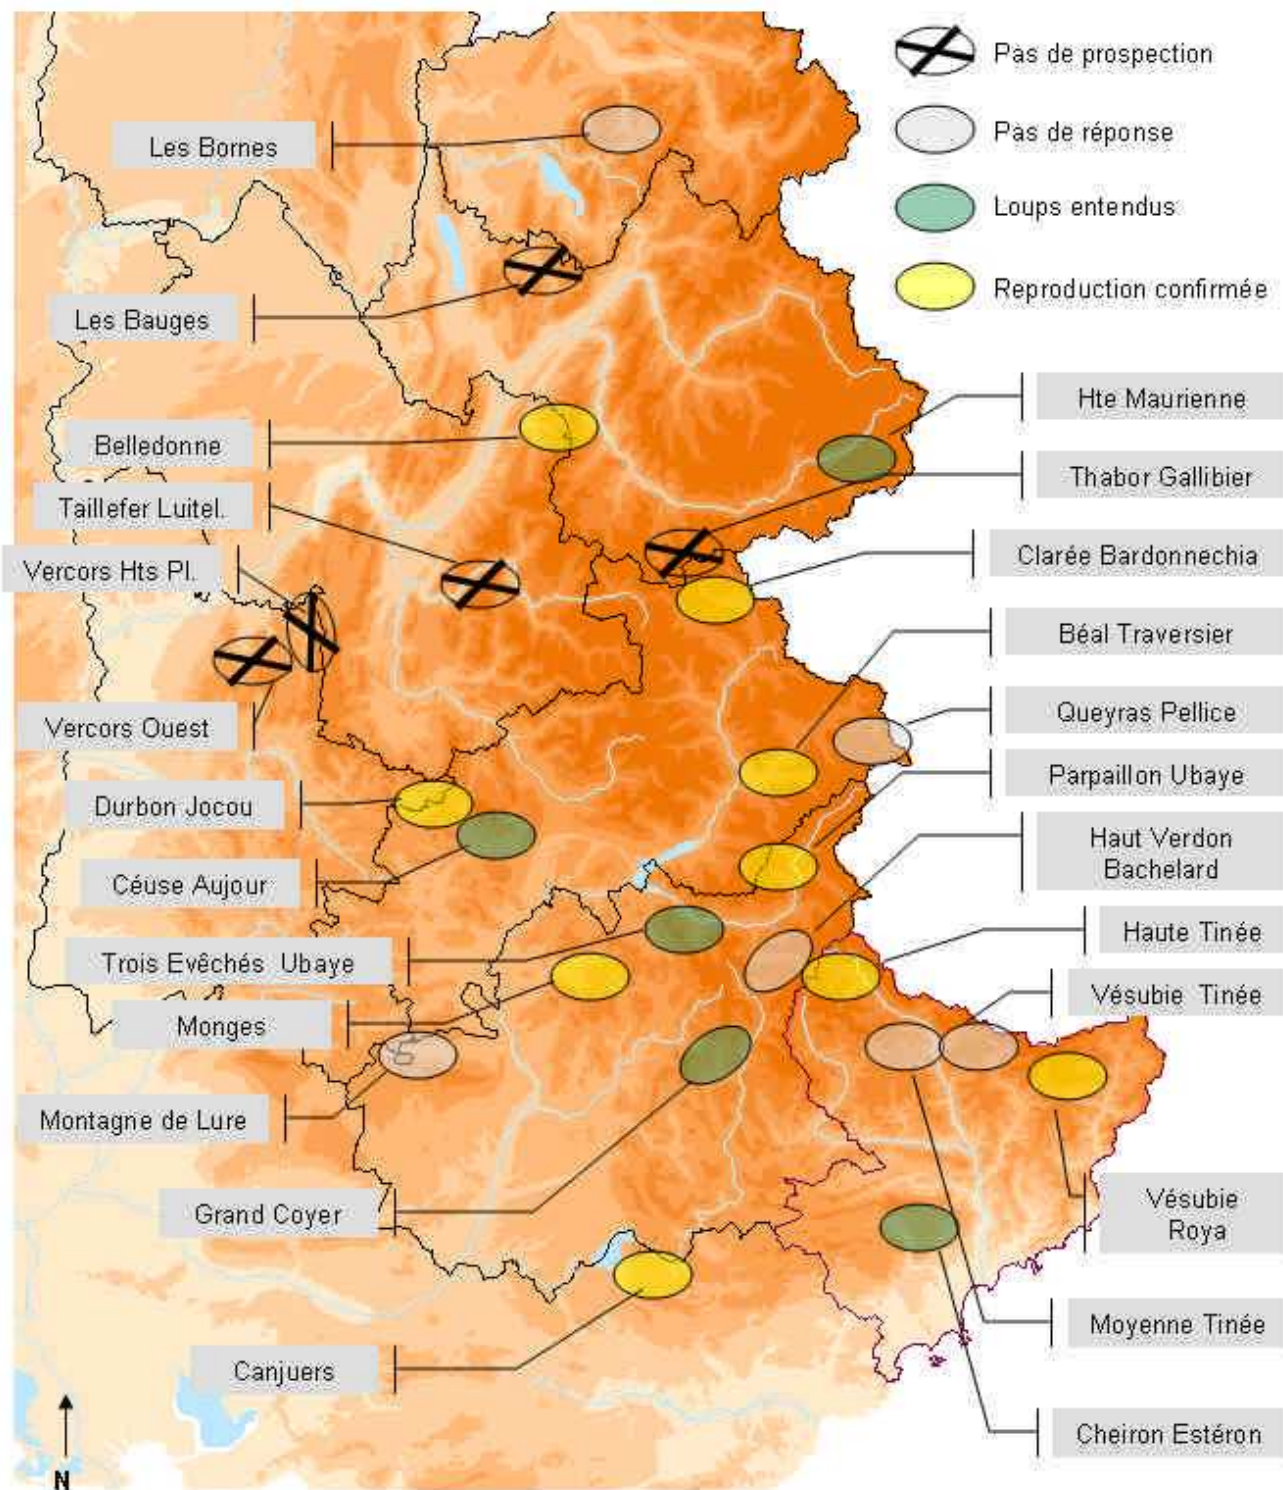 Pas de prospection
Pas de réponse
Loups entendus
Reproduction confirmée
Les Bornes
Les Bauges
Belledonne
Taillefer Luitel.
Vercors Hts Pl.
Vercors Ouest
Durbon Jocou
Céuse Aujour
Trois Evêchés Ubaye
Monges
Montagne de Lure
Grand Coyer
Canjuers
Hte Maurienne
Thabor Gallibier
Clarée Bardonnechia
Béal Traversier
Queyras Pellice
Parpaillon Ubaye
Haut Verdon
Bachelard
Haute Tinée
Vésubie Tinée
Vésubie
Roya
Moyenne Tinée
Cheiron Estéron
N